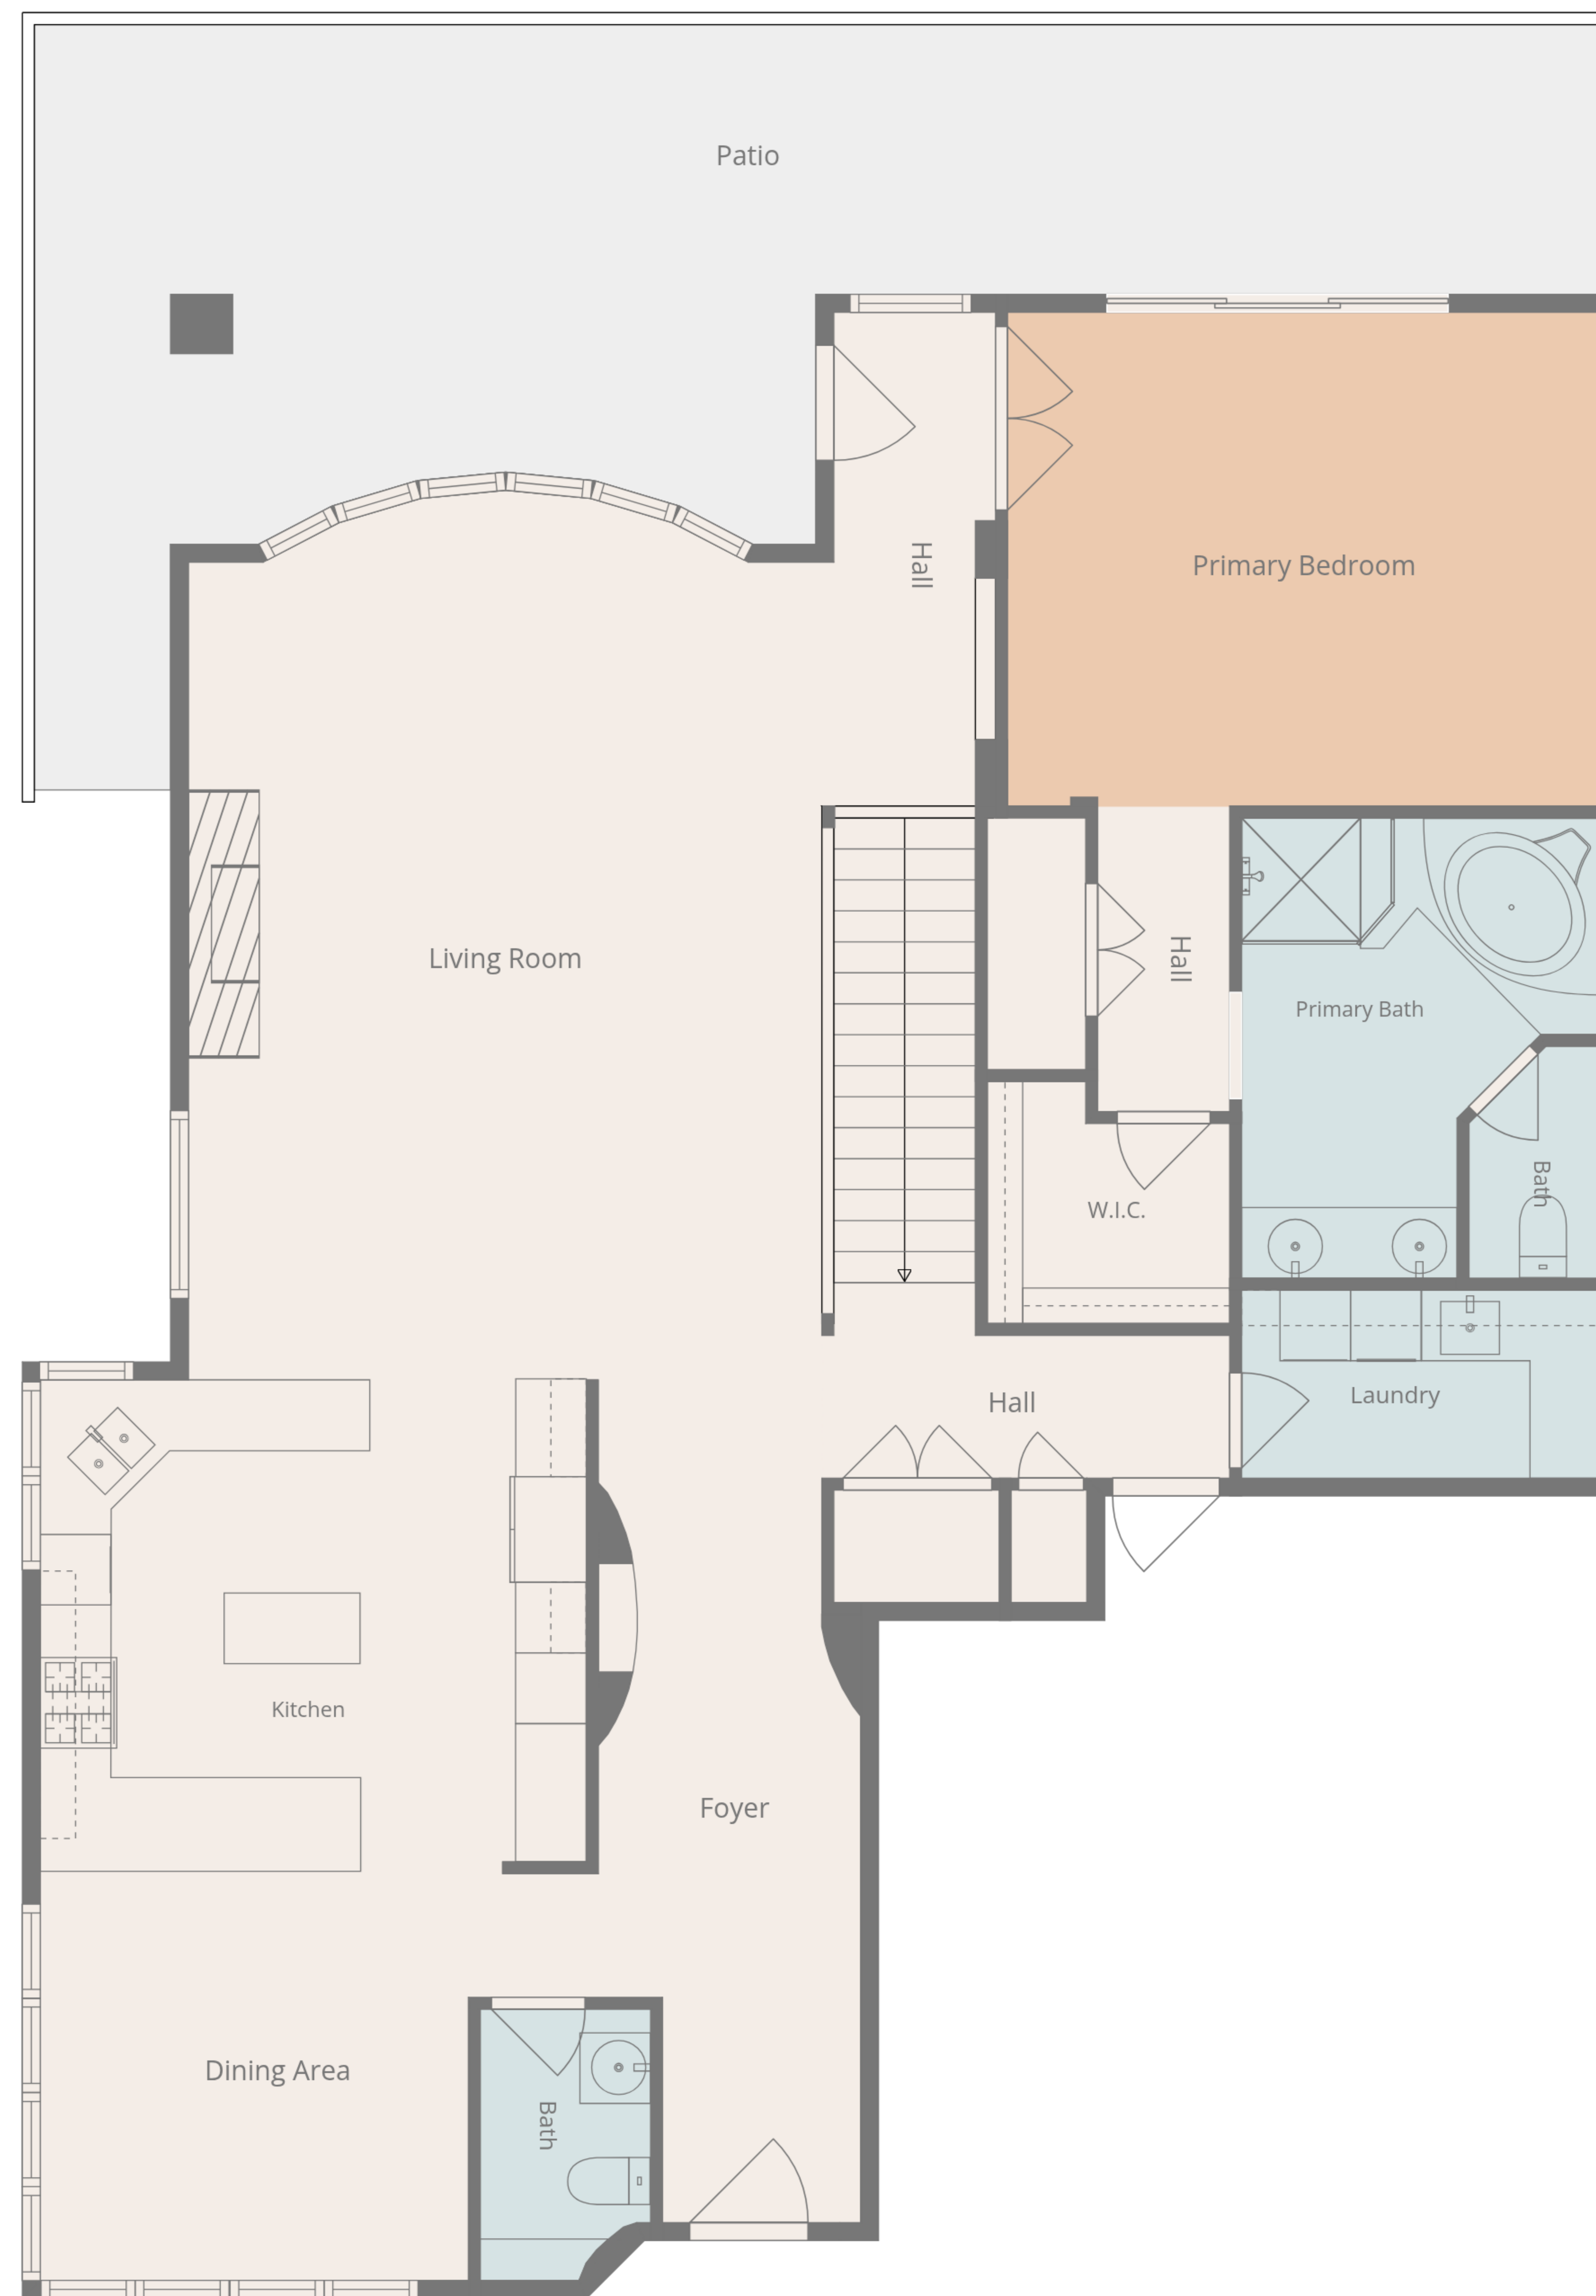 Patio
Hall
Primary Bedroom
Living Room
Hall
Primary Bath
Bath
W.I.C.
Hall
Laundry
Kitchen
Foyer
Dining Area
Bath